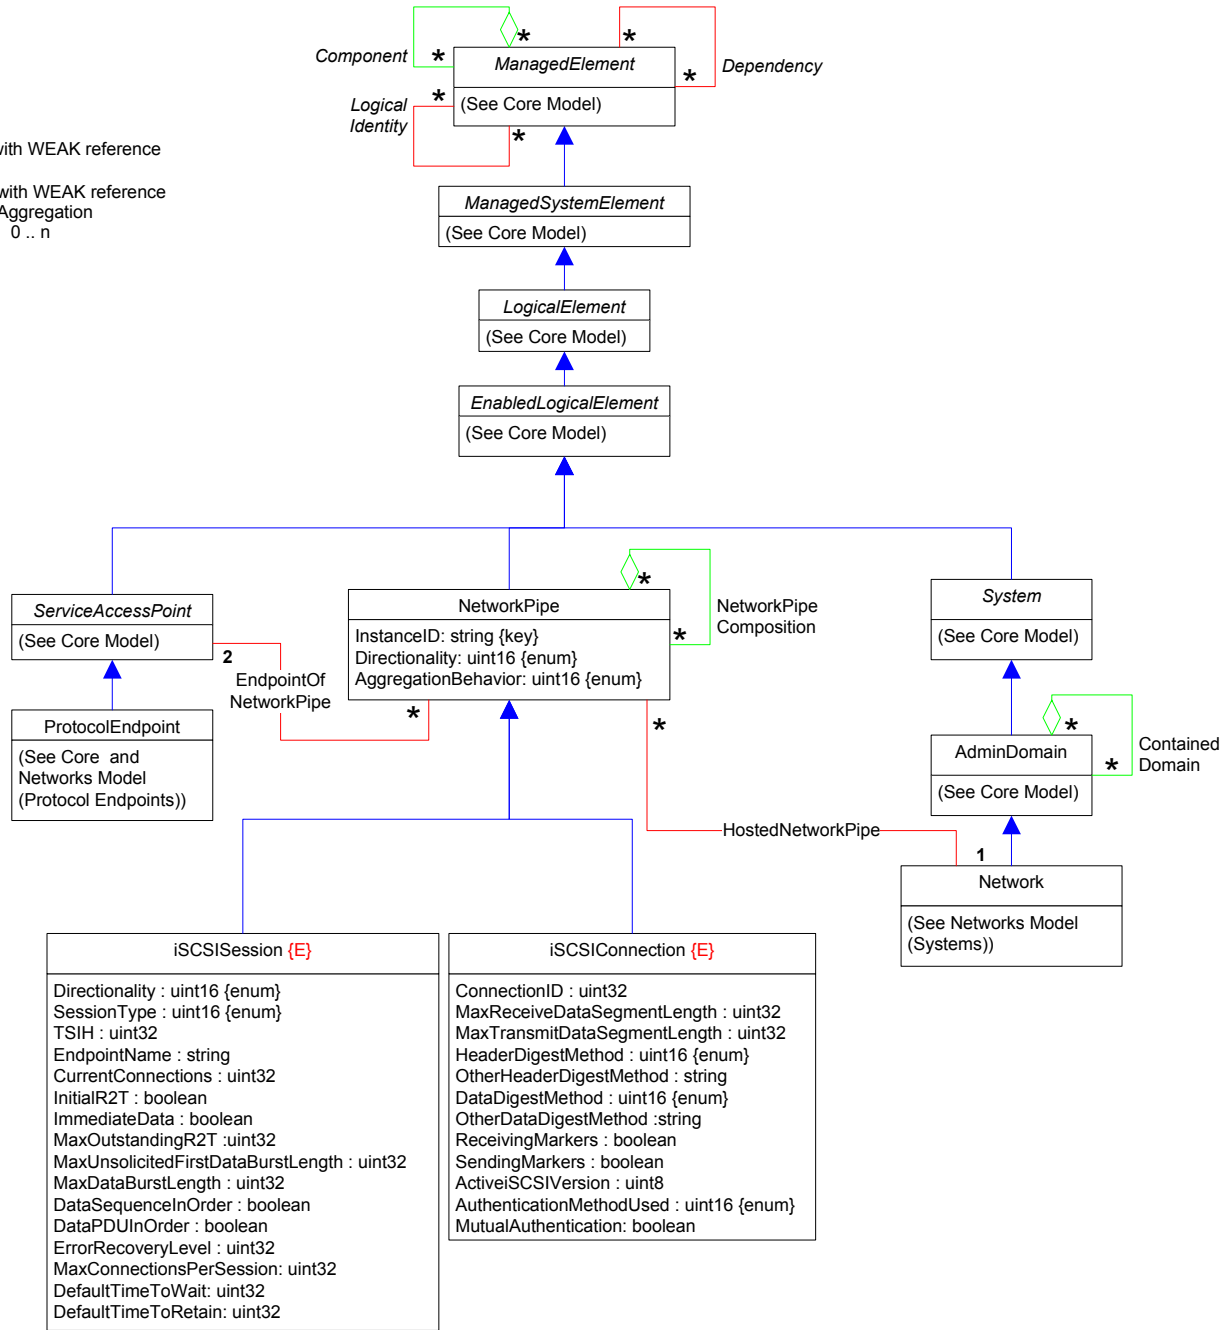 Component
*
*
ManagedElement
(See Core Model)
*
*
Dependency
Logical
Identity
*
*
with WEAK reference
with WEAK reference
Aggregation
0 .. n
ManagedSystemElement
(See Core Model)
LogicalElement
(See Core Model)
EnabledLogicalElement
(See Core Model)
ServiceAccessPoint
(See Core Model)
2
EndpointOf
NetworkPipe
*
ProtocolEndpoint
(See Core and
Networks Model
(Protocol Endpoints))
NetworkPipe
InstanceID: string {key}
Directionality: uint16 {enum}
AggregationBehavior: uint16 {enum}
*
*
NetworkPipe
Composition
*
HostedNetworkPipe
1
System
(See Core Model)
AdminDomain
(See Core Model)
*
*
Contained
Domain
Network
(See Networks Model
(Systems))
iSCSISession {E}
Directionality : uint16 {enum}
SessionType : uint16 {enum}
TSIH : uint32
EndpointName : string
CurrentConnections : uint32
InitialR2T : boolean
ImmediateData : boolean
MaxOutstandingR2T :uint32
MaxUnsolicitedFirstDataBurstLength : uint32
MaxDataBurstLength : uint32
DataSequenceInOrder : boolean
DataPDUInOrder : boolean
ErrorRecoveryLevel : uint32
MaxConnectionsPerSession: uint32
DefaultTimeToWait: uint32
DefaultTimeToRetain: uint32
iSCSIConnection {E}
ConnectionID : uint32
MaxReceiveDataSegmentLength : uint32
MaxTransmitDataSegmentLength : uint32
HeaderDigestMethod : uint16 {enum}
OtherHeaderDigestMethod : string
DataDigestMethod : uint16 {enum}
OtherDataDigestMethod :string
ReceivingMarkers : boolean
SendingMarkers : boolean
ActiveiSCSIVersion : uint8
AuthenticationMethodUsed : uint16 {enum}
MutualAuthentication: boolean